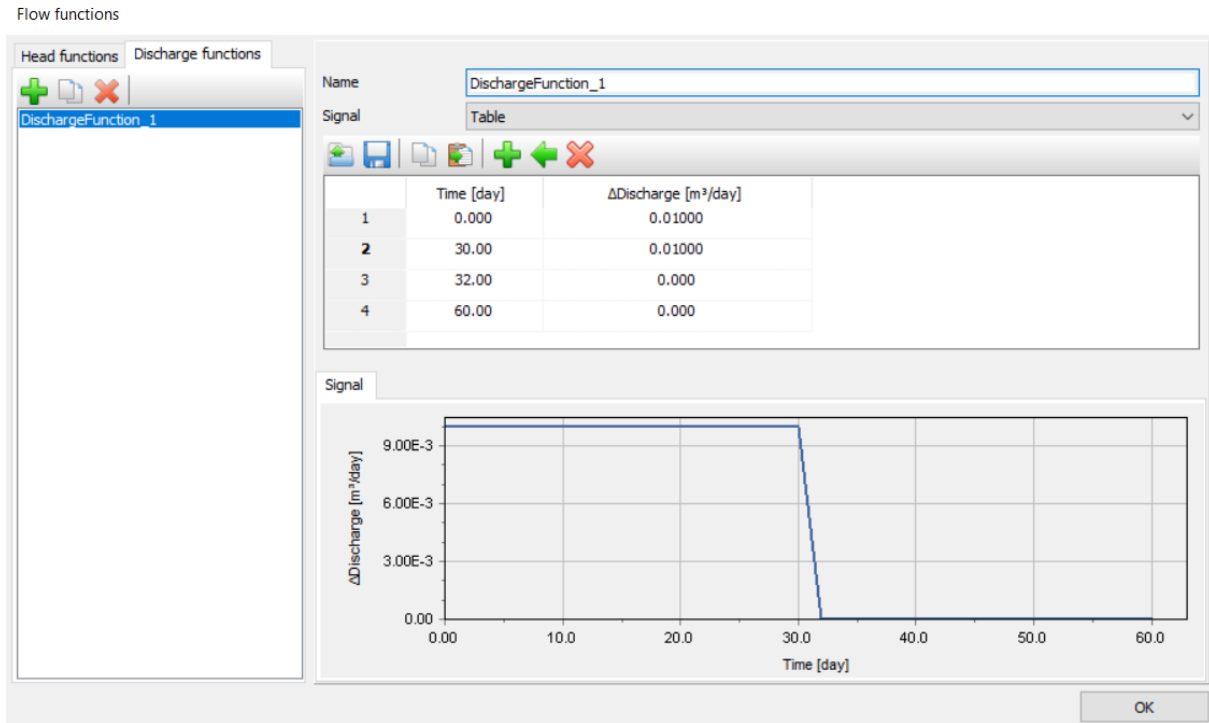 Flow functions
Head functions Discharge functions
DischargeFunction_1
Name DischargeFunction_1
Signal Table
Time [day] ΔDischarge [m³/day]
1 0.000 0.01000
2 30.00 0.01000
3 32.00 0.000
4 60.00 0.000
Signal
ΔDischarge [m³/day]
9.00E-3
6.00E-3
3.00E-3
0.00
0.00 10.0 20.0 30.0 40.0 50.0 60.0
Time [day]
OK